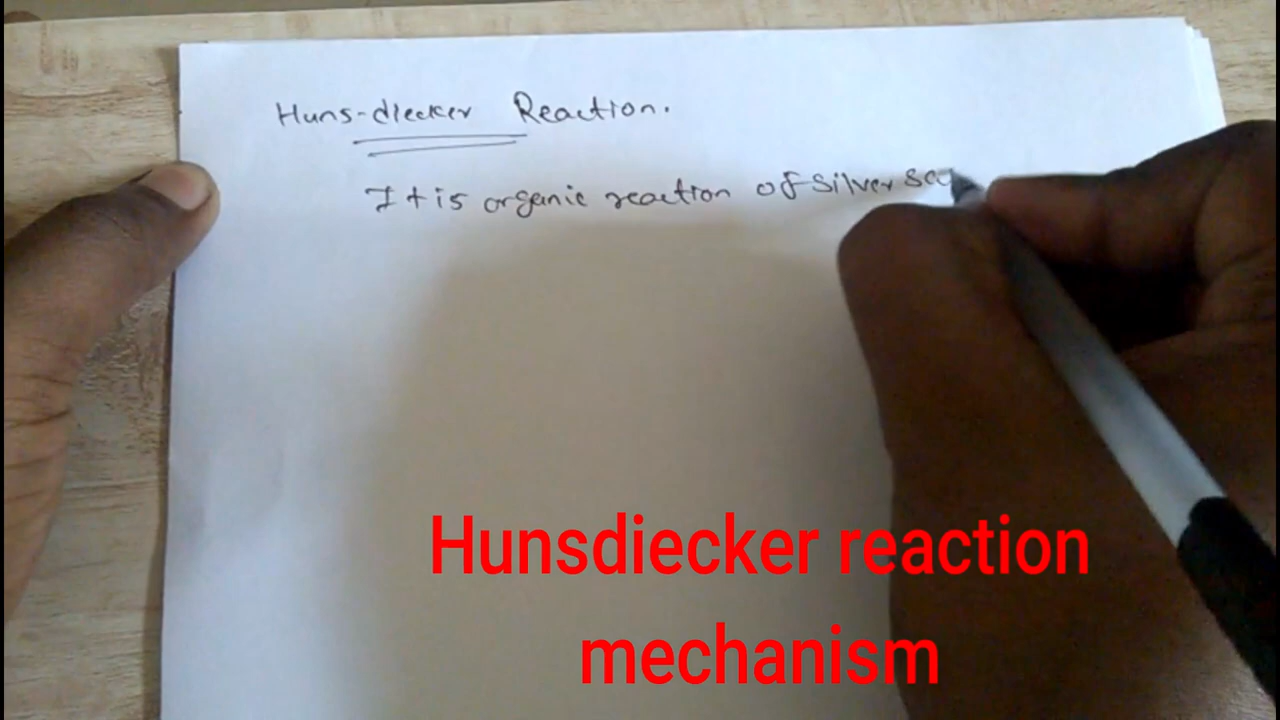 Huns-diecker Reaction.
It is organic reaction of silver
Hunsdiecker reaction
mechanism